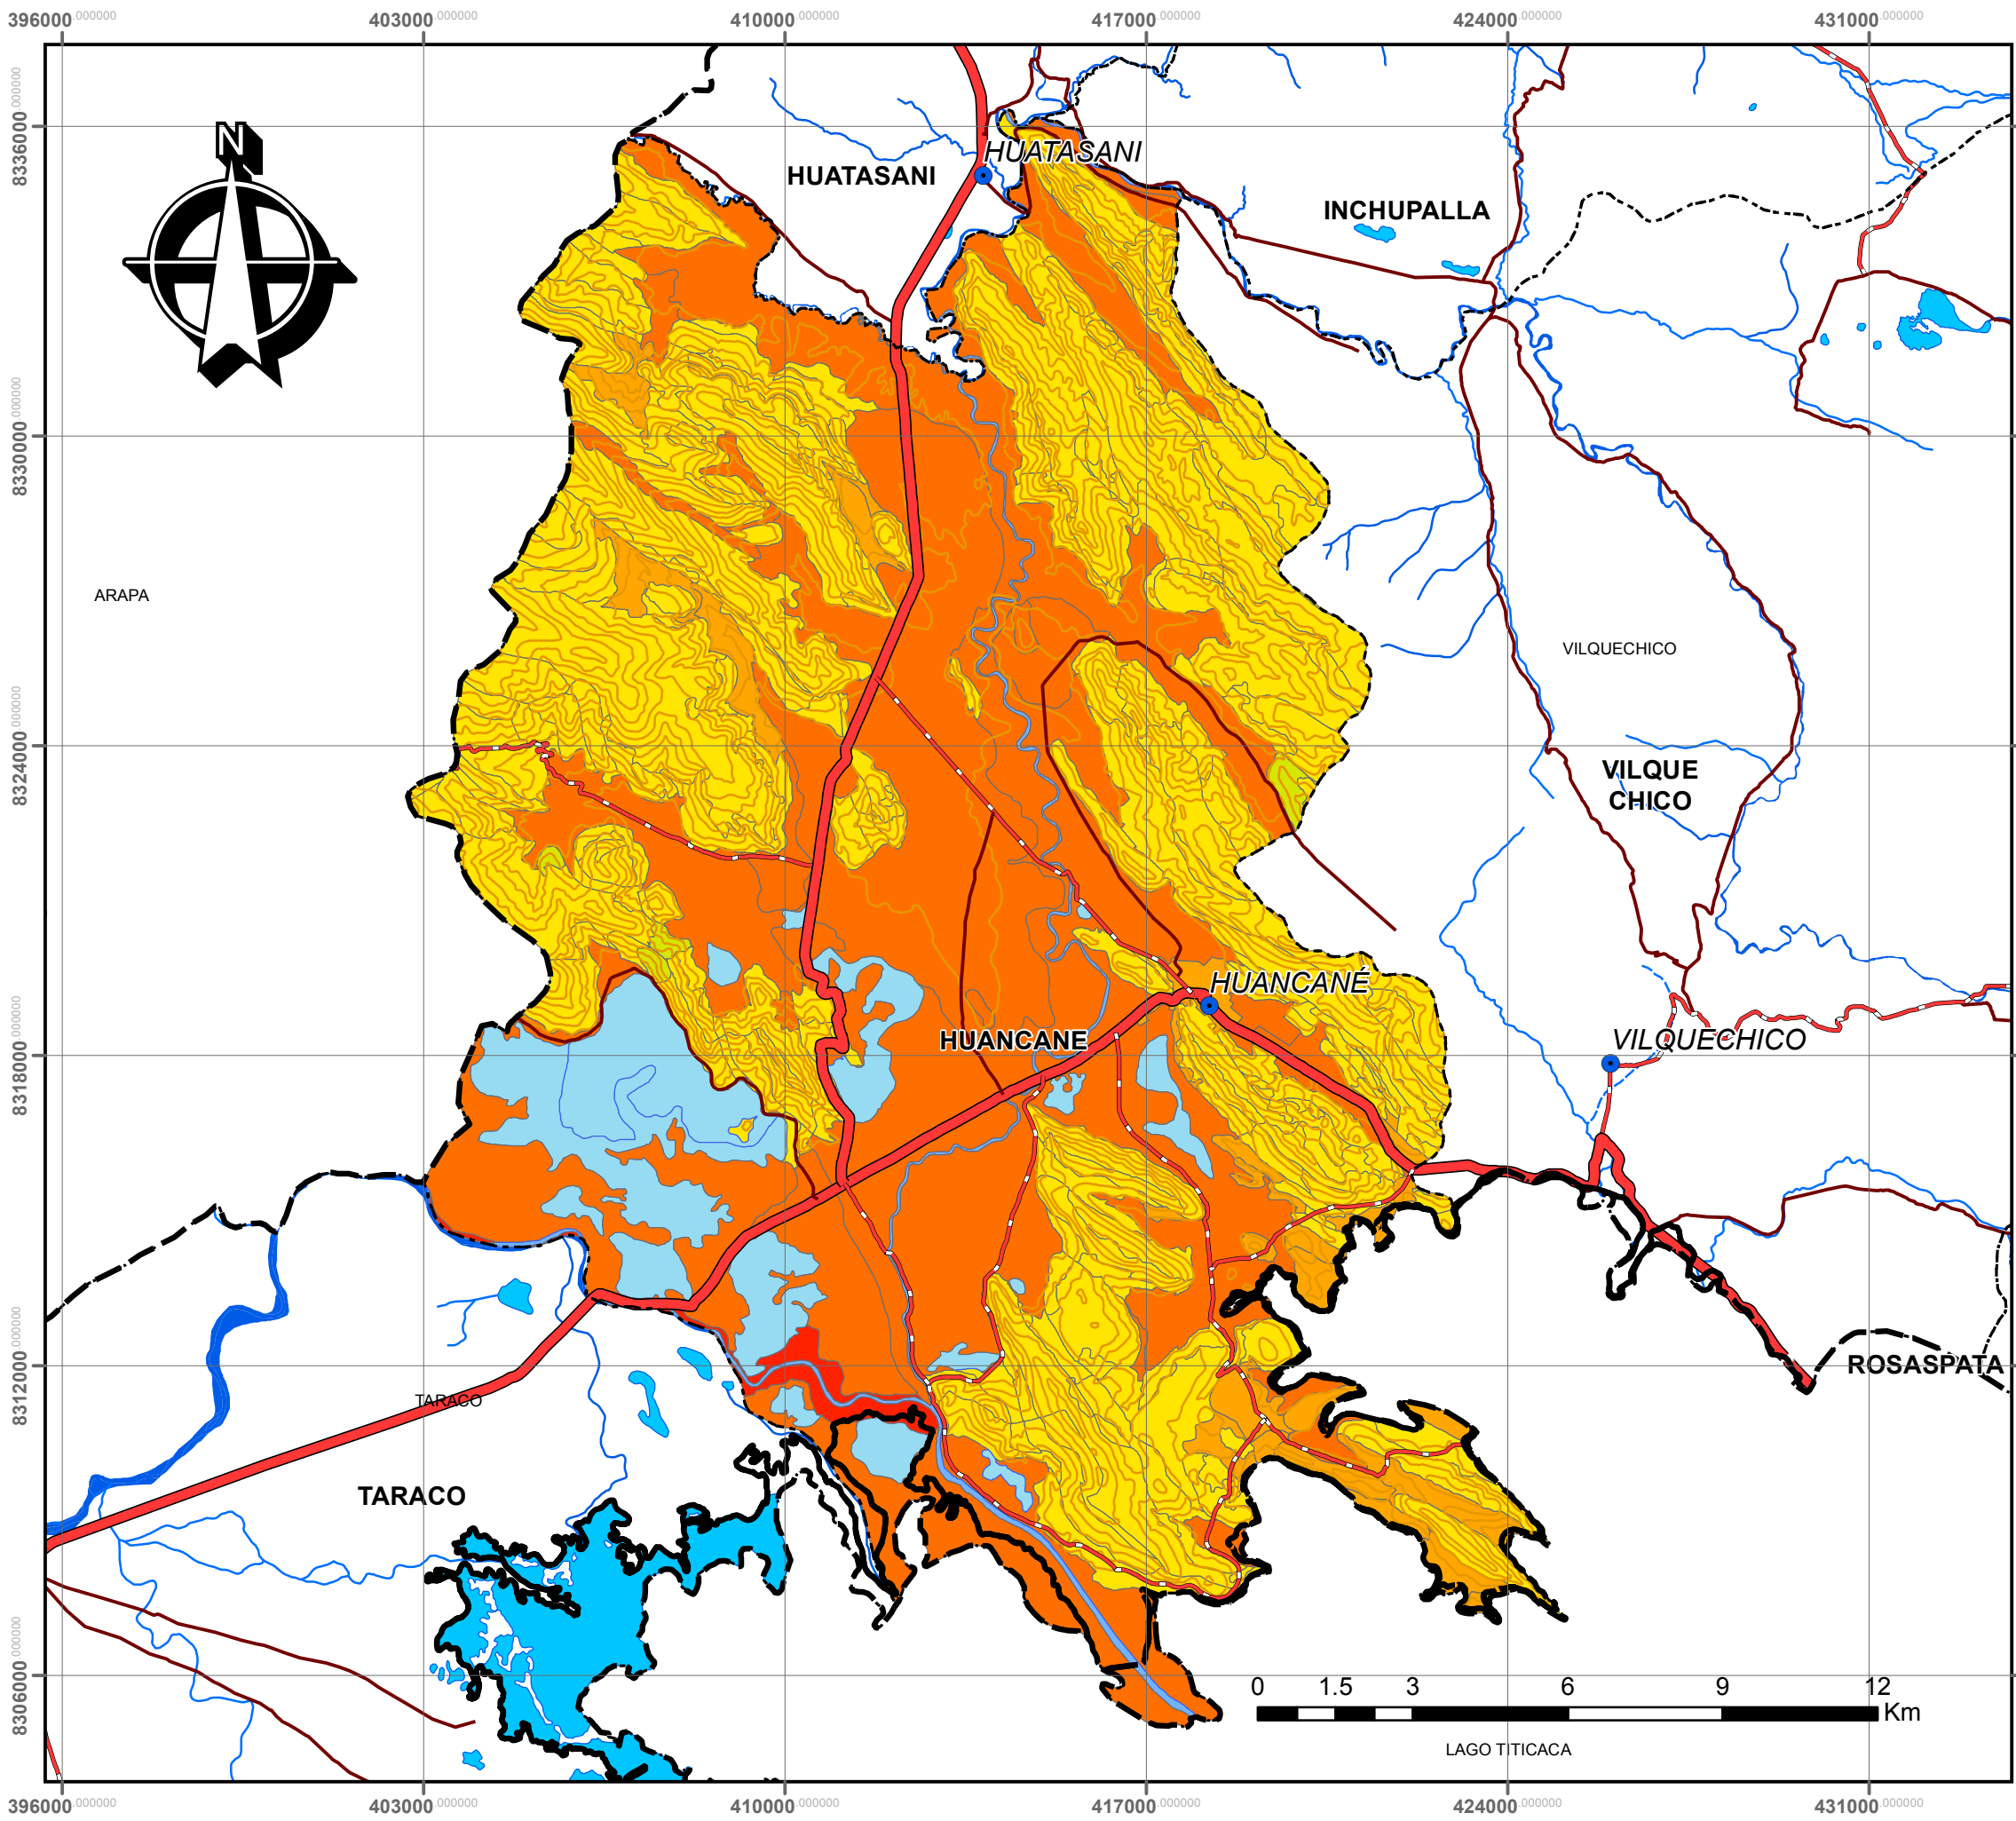 396000.000000 403000.000000 410000.000000 417000.000000 424000.000000 431000.000000
8336000.000000
N
HUATASANI
HUATASANI
INCHUPALLA
8330000.000000
ARAPA
VILQUECHICO
8324000.000000
VILQUE
CHICO
HUANCANÉ
HUANCANE
VILQUECHICO
8318000.000000
8312000.000000
ROSASPATA
TARACO
TARACO
8306000.000000
0 1.5 3 6 9 12
Km
LAGO TITICACA
396000.000000 403000.000000 410000.000000 417000.000000 424000.000000 431000.000000